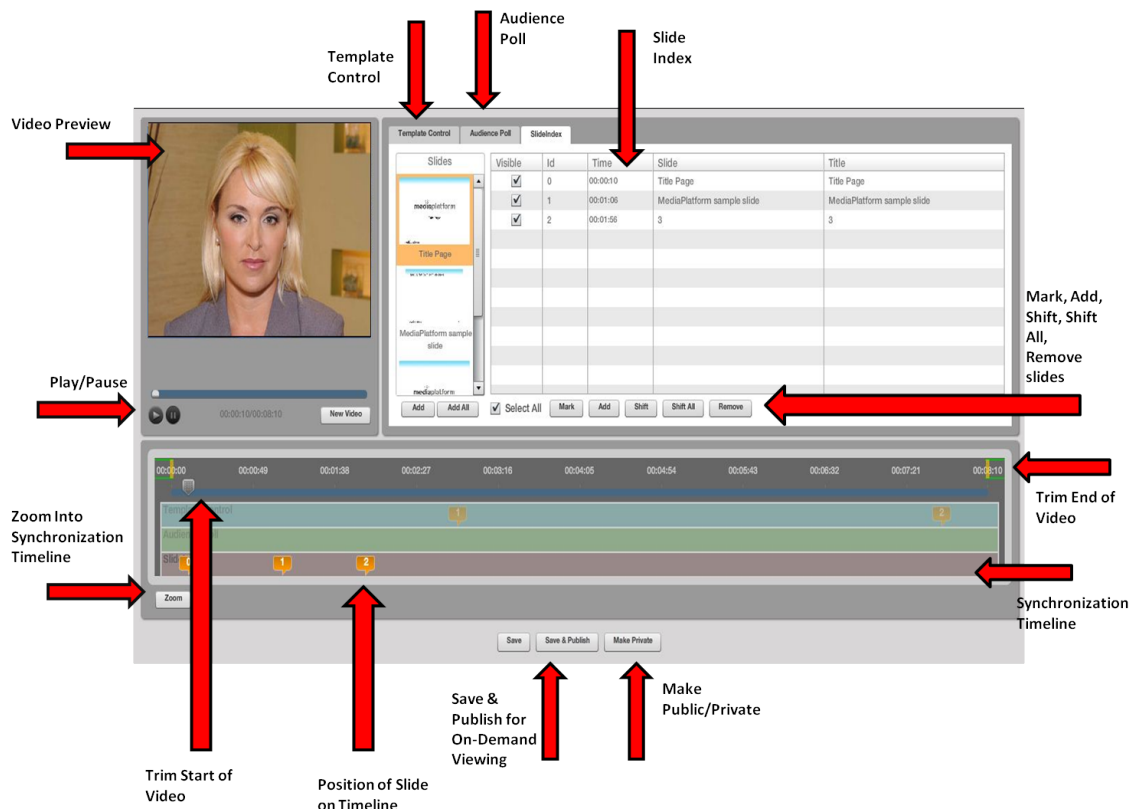 Audience
Poll
Template
Control
Slide
Index
Video Preview
Template Control
Audience Poll
SlideIndex
Slides
Visible Id Time Slide Title
0 00:00:10 Title Page Title Page
1 00:01:06 MediaPlatform sample slide MediaPlatform sample slide
2 00:01:56 3 3
mediaplatform
Title Page
MediaPlatform sample
slide
mediaplatform
Mark, Add,
Shift, Shift
All,
Remove
slides
Play/Pause
00:00:10/00:08:10
New Video
Add
Add All
Select All
Mark
Add
Shift
Shift All
Remove
00:00:00 00:00:49 00:01:38 00:02:27 00:03:16 00:04:05 00:04:54 00:05:43 00:06:32 00:07:21 00:08:10
Trim End of
Video
Zoom Into
Synchronization
Timeline
1 2
1 2
Zoom
Synchronization
Timeline
Save
Save & Publish
Make Private
Save &
Publish for
On-Demand
Viewing
Make
Public/Private
Trim Start of
Video
Position of Slide
on Timeline